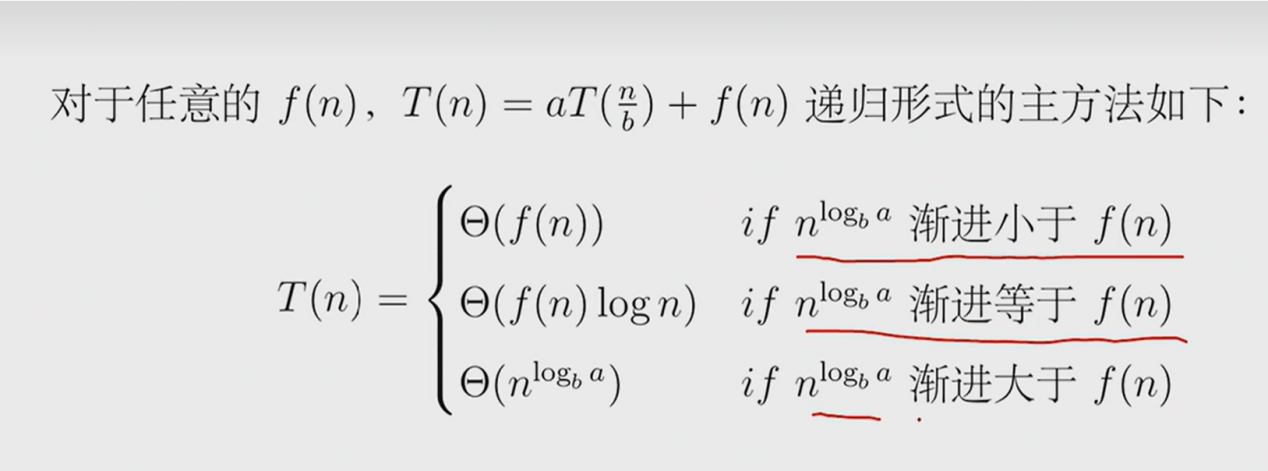 对于任意的 f(n)，T(n) = aT(n/b) + f(n) 递归形式的主方法如下：
Θ(f(n)) if n^{log_b a} 渐进小于 f(n)
T(n) = { Θ(f(n) log n) if n^{log_b a} 渐进等于 f(n)
Θ(n^{log_b a}) if n^{log_b a} 渐进大于 f(n)